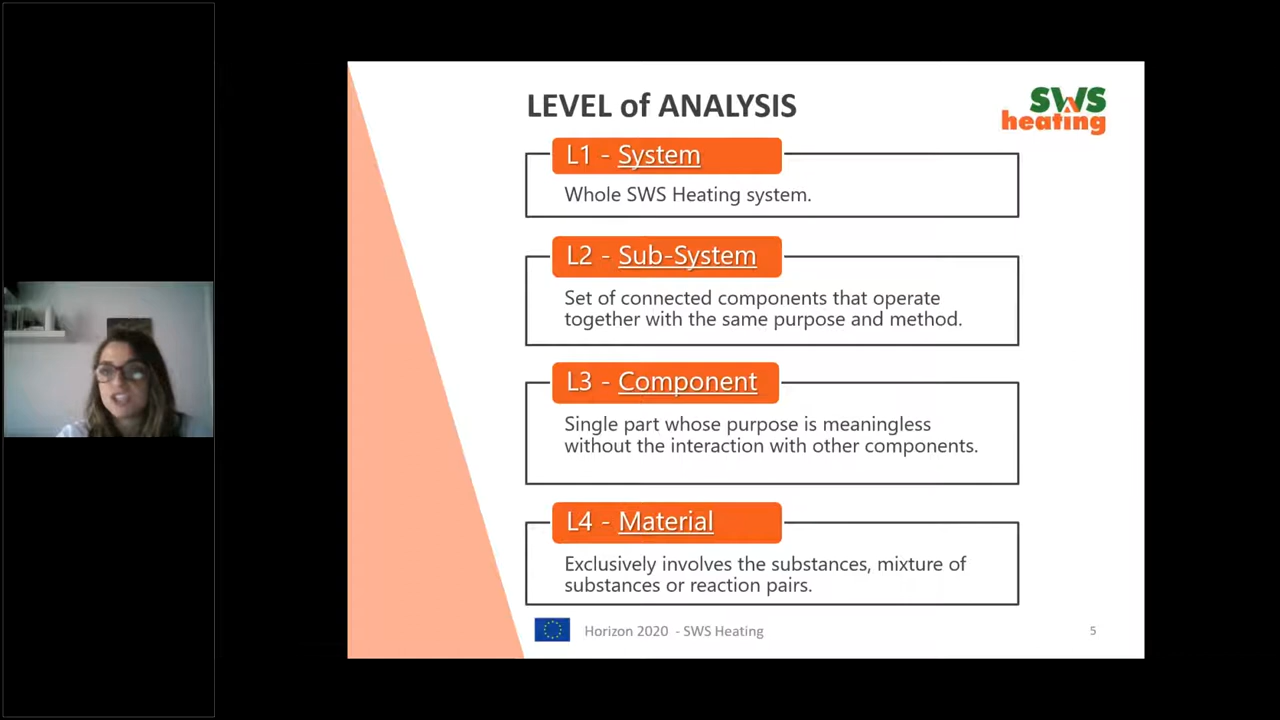 LEVEL of ANALYSIS
SWS
heating
L1 - System
Whole SWS Heating system.
L2 - Sub-System
Set of connected components that operate
together with the same purpose and method.
L3 - Component
Single part whose purpose is meaningless
without the interaction with other components.
L4 - Material
Exclusively involves the substances, mixture of
substances or reaction pairs.
Horizon 2020 - SWS Heating
5